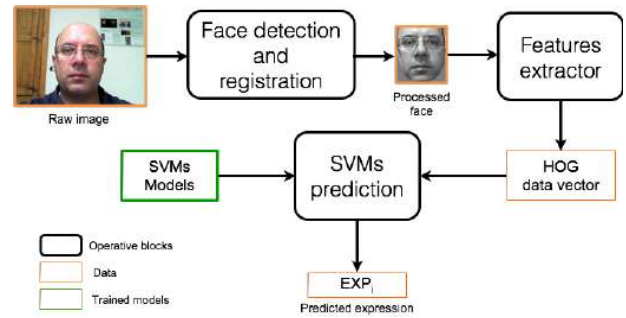 Face detection
and
registration
Features
extractor
Raw image
Processed
face
SVMs
Models
SVMs
prediction
HOG
data vector
Operative blocks
Data
Trained models
EXPi
Predicted expression